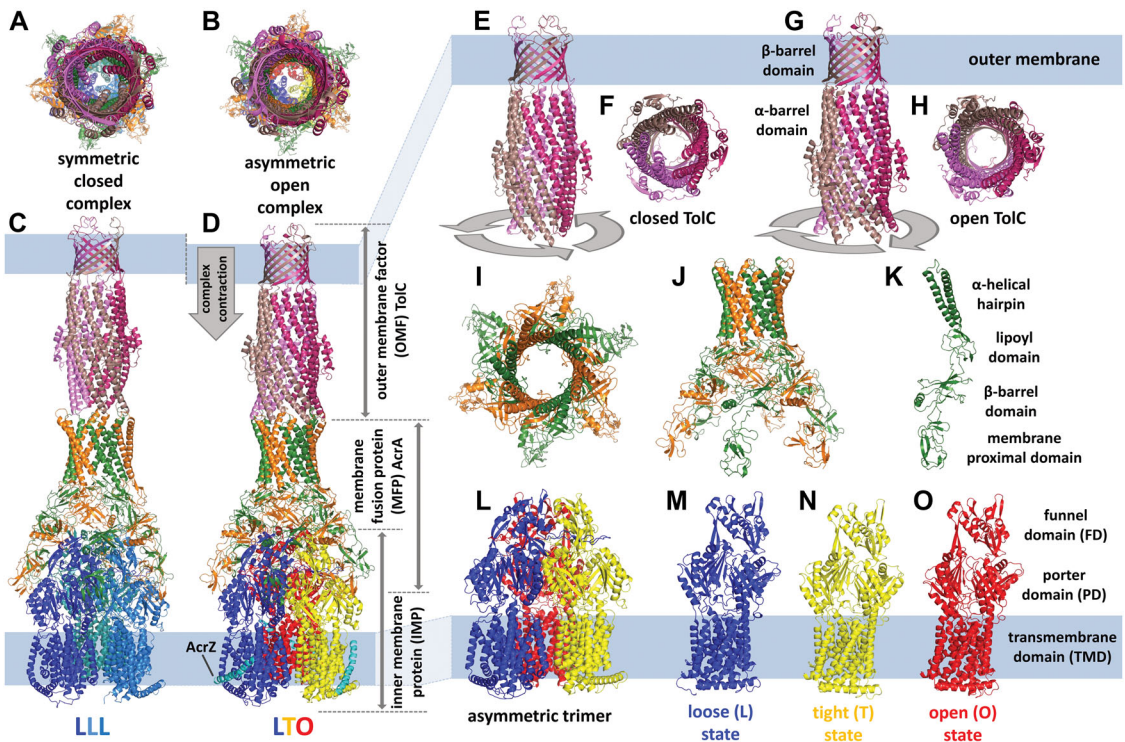 A
B
symmetric
closed
complex
asymmetric
open
complex
C
D
complex
contraction
outer membrane factor
(OMF) TolC
membrane
fusion protein
(MFP) AcrA
inner membrane
protein (IMP)
AcrZ
LLL
LTO
E
G
β-barrel
domain
outer membrane
α-barrel
domain
F
H
closed TolC
open TolC
I
J
K
α-helical
hairpin
lipoyl
domain
β-barrel
domain
membrane
proximal domain
L
M
N
O
funnel
domain (FD)
porter
domain (PD)
transmembrane
domain (TMD)
asymmetric trimer
loose (L)
state
tight (T)
state
open (O)
state